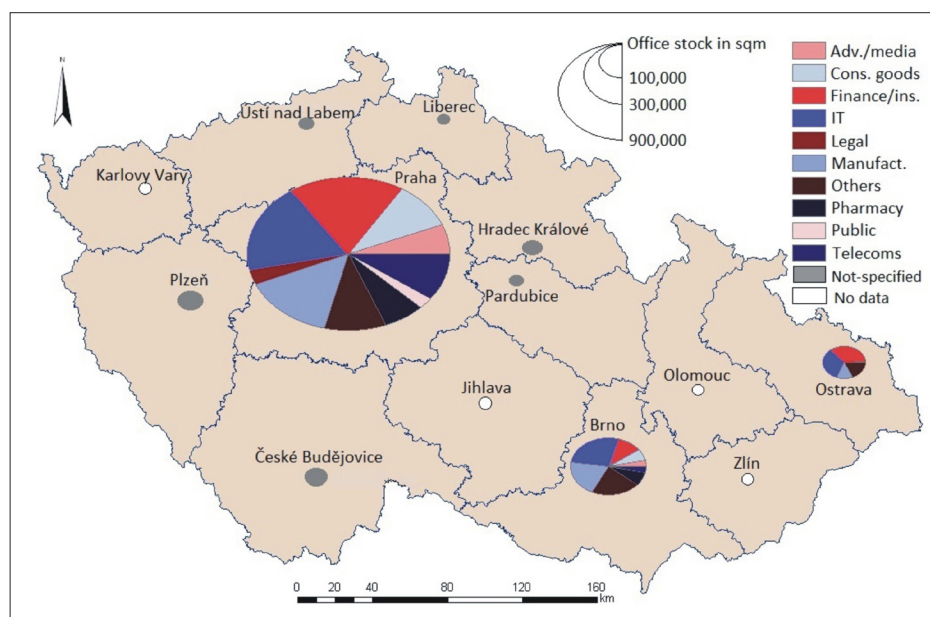 N
Office stock in sqm
100,000
300,000
900,000
Adv./media
Cons. goods
Finance/ins.
IT
Legal
Manufact.
Others
Pharmacy
Public
Telecoms
Not-specified
No data
Ústí nad Labem
Liberec
Karlovy Vary
Praha
Hradec Králové
Plzeň
Pardubice
Jihlava
Olomouc
Ostrava
Brno
České Budějovice
Zlín
0 20 40 80 120 160
km